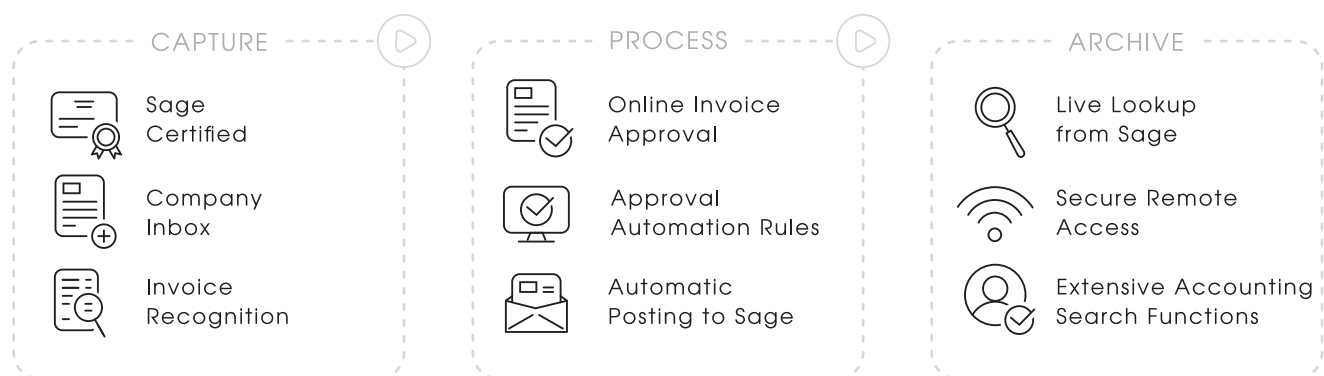 CAPTURE
Sage
Certified
Company
Inbox
Invoice
Recognition
PROCESS
Online Invoice
Approval
Approval
Automation Rules
Automatic
Posting to Sage
ARCHIVE
Live Lookup
from Sage
Secure Remote
Access
Extensive Accounting
Search Functions